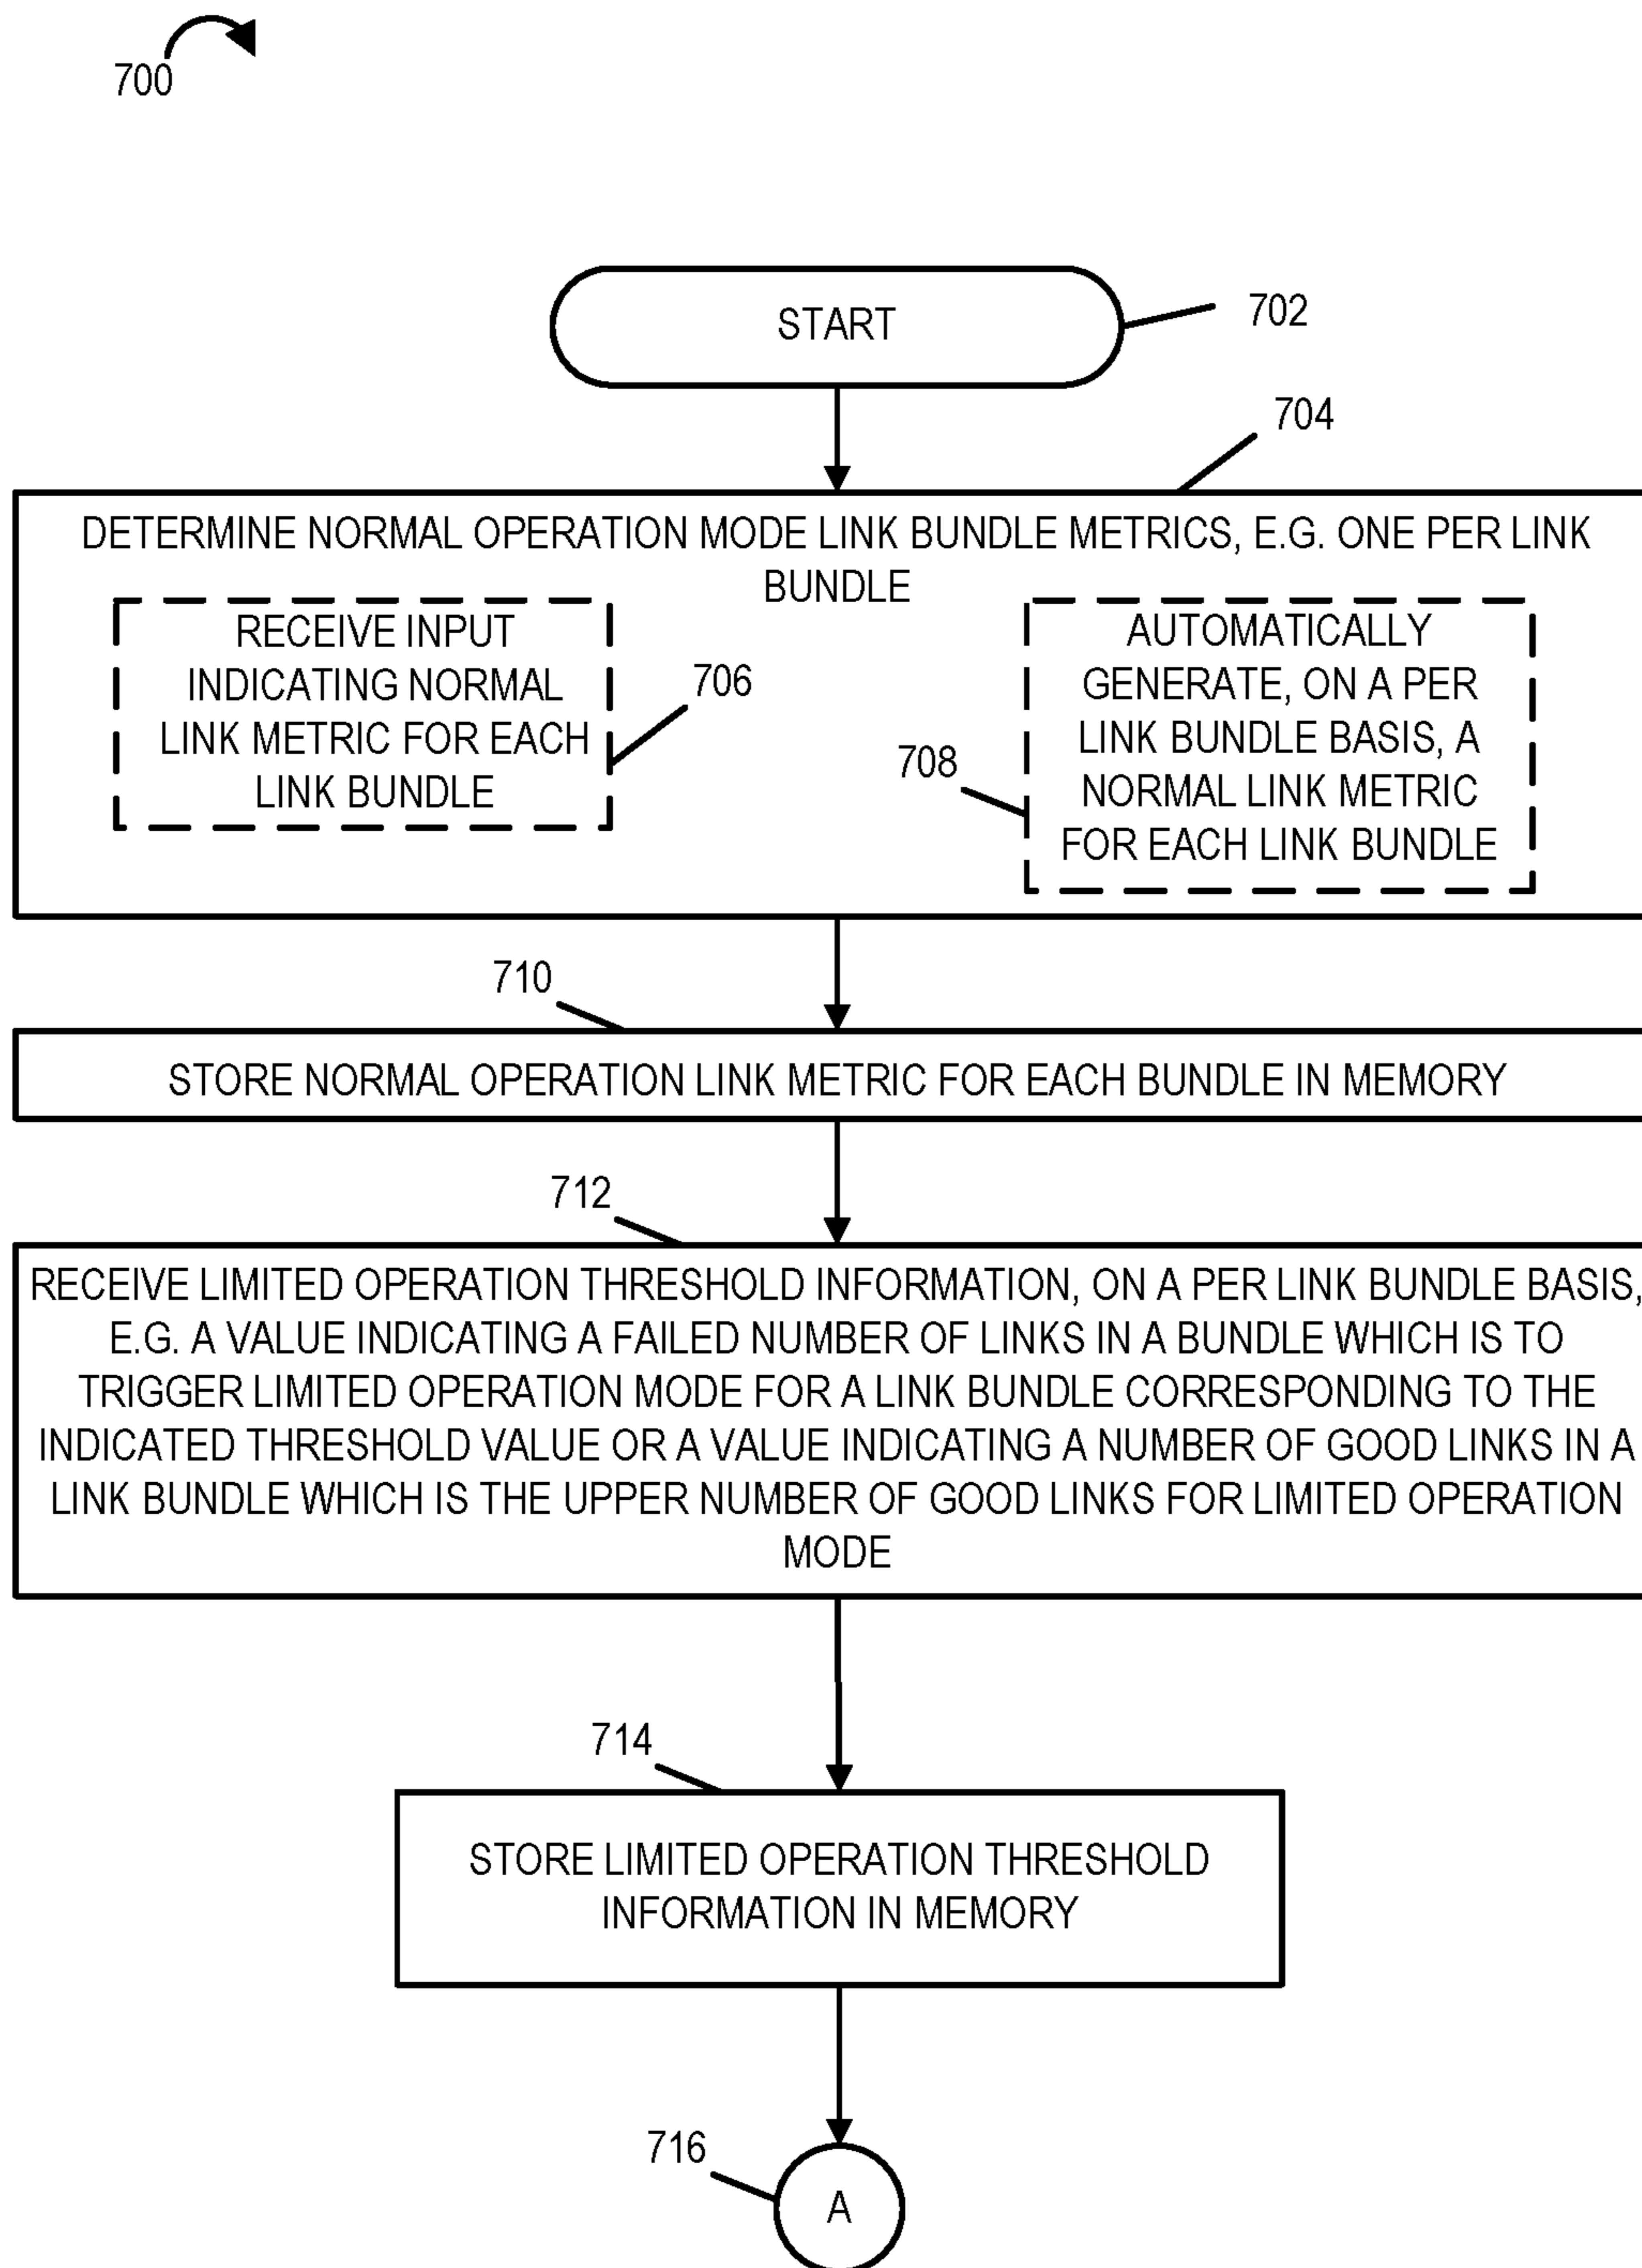 700
START
702
704
DETERMINE NORMAL OPERATION MODE LINK BUNDLE METRICS, E.G. ONE PER LINK
BUNDLE
RECEIVE INPUT
INDICATING NORMAL
LINK METRIC FOR EACH
LINK BUNDLE
706
AUTOMATICALLY
GENERATE, ON A PER
LINK BUNDLE BASIS, A
NORMAL LINK METRIC
FOR EACH LINK BUNDLE
708
710
STORE NORMAL OPERATION LINK METRIC FOR EACH BUNDLE IN MEMORY
712
RECEIVE LIMITED OPERATION THRESHOLD INFORMATION, ON A PER LINK BUNDLE BASIS,
E.G. A VALUE INDICATING A FAILED NUMBER OF LINKS IN A BUNDLE WHICH IS TO
TRIGGER LIMITED OPERATION MODE FOR A LINK BUNDLE CORRESPONDING TO THE
INDICATED THRESHOLD VALUE OR A VALUE INDICATING A NUMBER OF GOOD LINKS IN A
LINK BUNDLE WHICH IS THE UPPER NUMBER OF GOOD LINKS FOR LIMITED OPERATION
MODE
714
STORE LIMITED OPERATION THRESHOLD
INFORMATION IN MEMORY
716
A